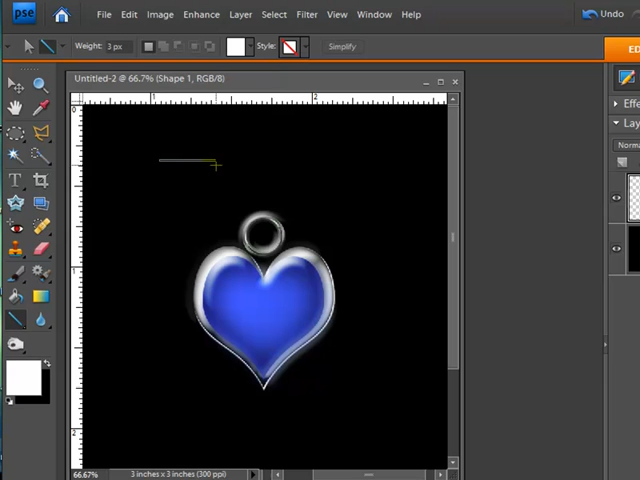 pse File Edit Image Enhance Layer Select Filter View Window Help Undo
Weight: 3 px Style: Simplify
Untitled-2 @ 66.7% (Shape 1, RGB/8)
Effe
Lay
Norma
1 2
0
1
2
66.67% 3 inches x 3 inches (300 ppi)